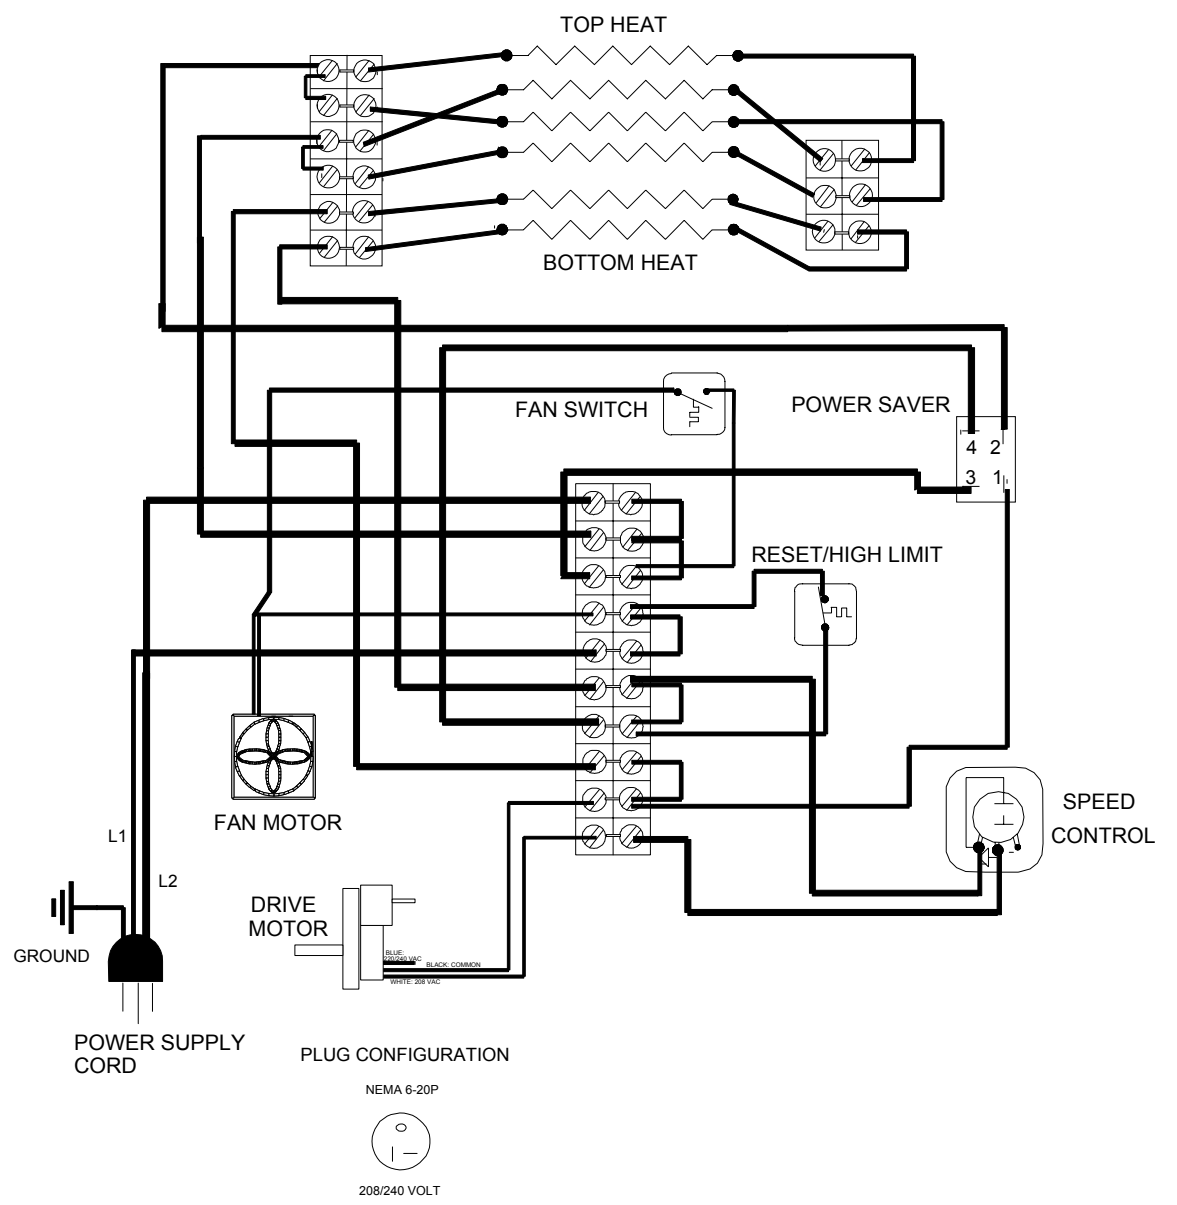 TOP HEAT
BOTTOM HEAT
FAN SWITCH
POWER SAVER
4 2
3 1
RESET/HIGH LIMIT
FAN MOTOR
SPEED
CONTROL
L1
L2
DRIVE
MOTOR
BLUE:
220/240 VAC
BLACK: COMMON
WHITE: 208 VAC
GROUND
POWER SUPPLY
CORD
PLUG CONFIGURATION
NEMA 6-20P
208/240 VOLT